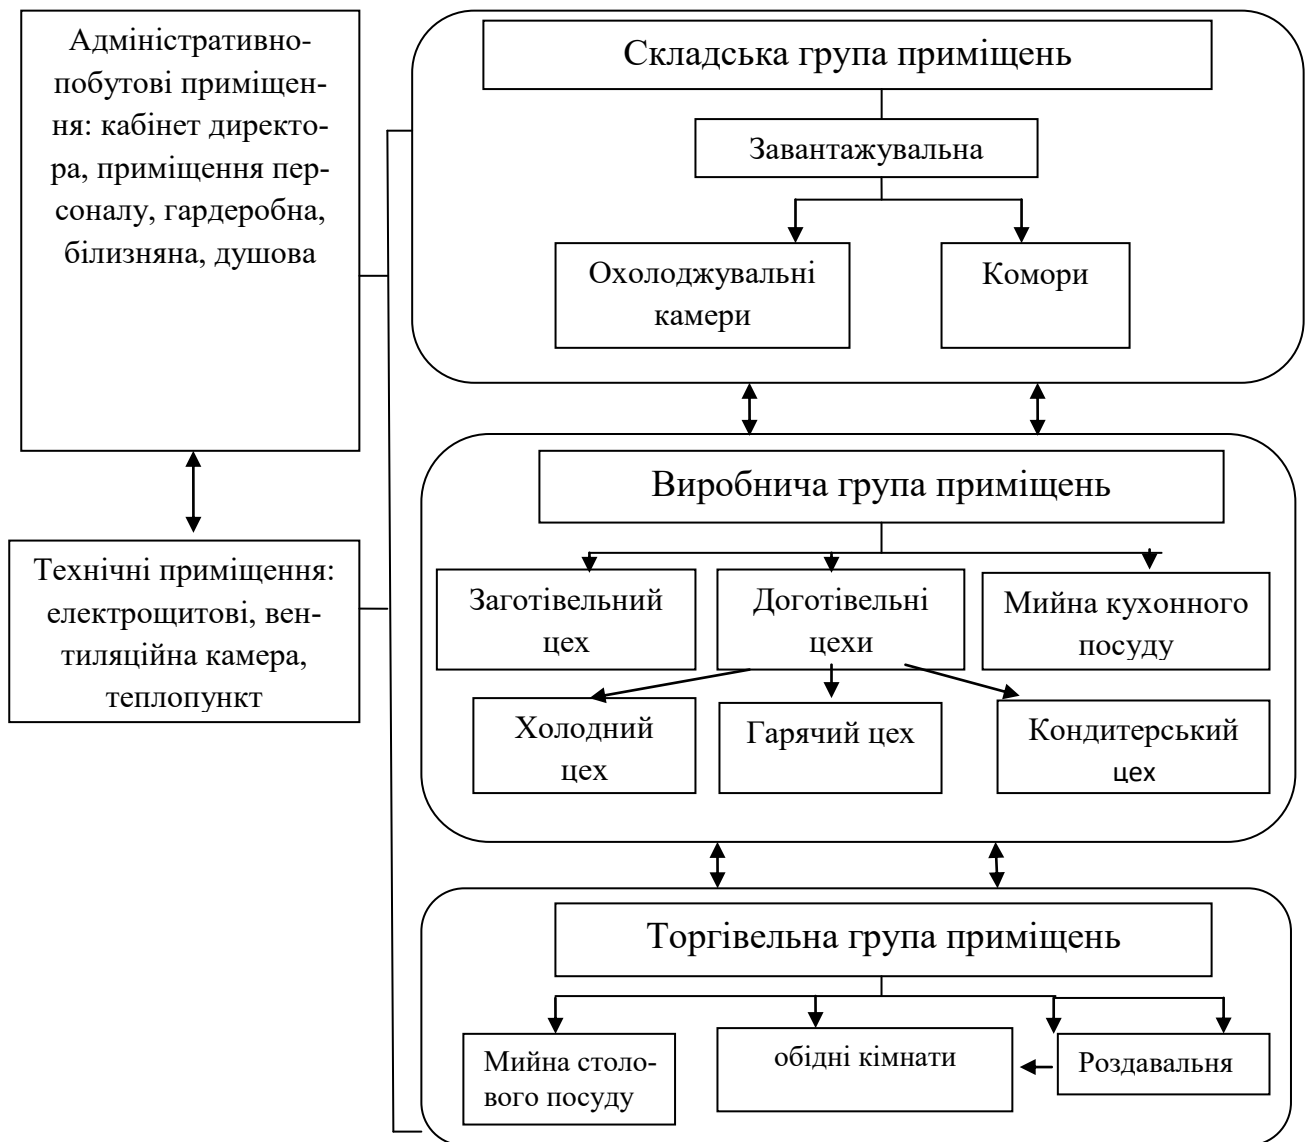 Адміністративно-
побутові приміщен-
ня: кабінет директо-
ра, приміщення пер-
соналу, гардеробна,
білизняна, душова
Технічні приміщення:
електрощитові, вен-
тиляційна камера,
теплопункт
Складська група приміщень
Завантажувальна
Охолоджувальні
камери
Комори
Виробнича група приміщень
Заготівельний
цех
Доготівельні
цехи
Мийна кухонного
посуду
Холодний
цех
Гарячий цех
Кондитерський
цех
Торгівельна група приміщень
Мийна столо-
вого посуду
обідні кімнати
Роздавальня